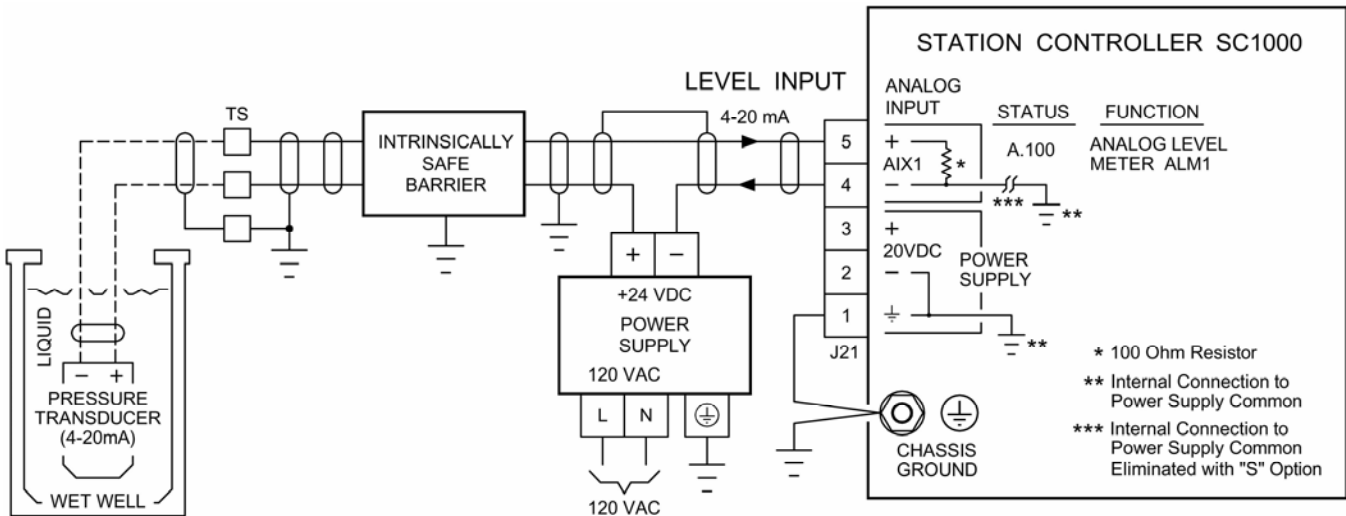 STATION CONTROLLER SC1000
LEVEL INPUT
4-20 mA
ANALOG
INPUT
STATUS
FUNCTION
TS
INTRINSICALLY
SAFE
BARRIER
5
+
AIX1
*
A.100
ANALOG LEVEL
METER ALM1
4
−
***
**
3
+
20VDC
2
−
POWER
SUPPLY
1
**
J21
+
−
+24 VDC
POWER
SUPPLY
120 VAC
L
N
120 VAC
LIQUID
−
+
PRESSURE
TRANSDUCER
(4-20mA)
WET WELL
CHASSIS
GROUND
* 100 Ohm Resistor
** Internal Connection to
Power Supply Common
*** Internal Connection to
Power Supply Common
Eliminated with "S" Option